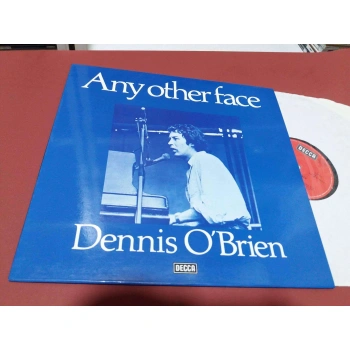 Any other face
Dennis O'Brien
DECCA
DECCA